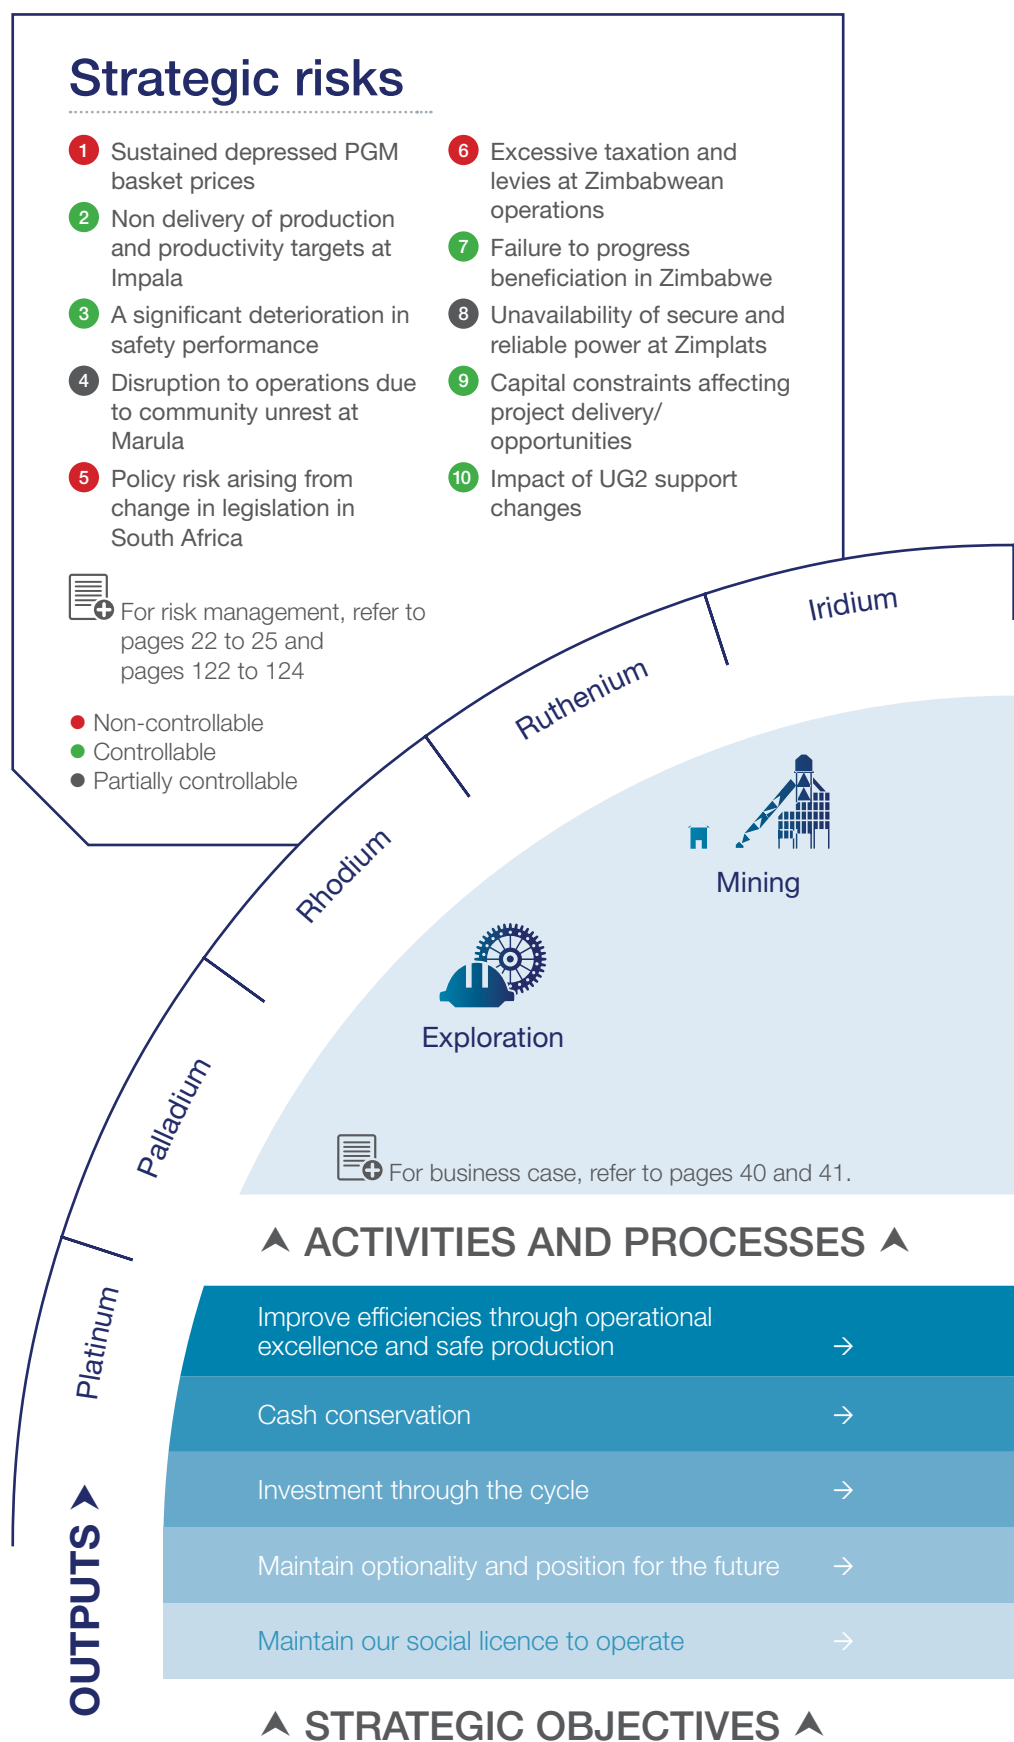 Strategic risks
1 Sustained depressed PGM
basket prices
2 Non delivery of production
and productivity targets at
Impala
3 A significant deterioration in
safety performance
4 Disruption to operations due
to community unrest at
Marula
5 Policy risk arising from
change in legislation in
South Africa
6 Excessive taxation and
levies at Zimbabwean
operations
7 Failure to progress
beneficiation in Zimbabwe
8 Unavailability of secure and
reliable power at Zimplats
9 Capital constraints affecting
project delivery/
opportunities
10 Impact of UG2 support
changes
For risk management, refer to
pages 22 to 25 and
pages 122 to 124
Non-controllable
Controllable
Partially controllable
Iridium
Ruthenium
Rhodium
Palladium
Platinum
OUTPUTS
Mining
Exploration
For business case, refer to pages 40 and 41.
ACTIVITIES AND PROCESSES
Improve efficiencies through operational
excellence and safe production
Cash conservation
Investment through the cycle
Maintain optionality and position for the future
Maintain our social licence to operate
STRATEGIC OBJECTIVES